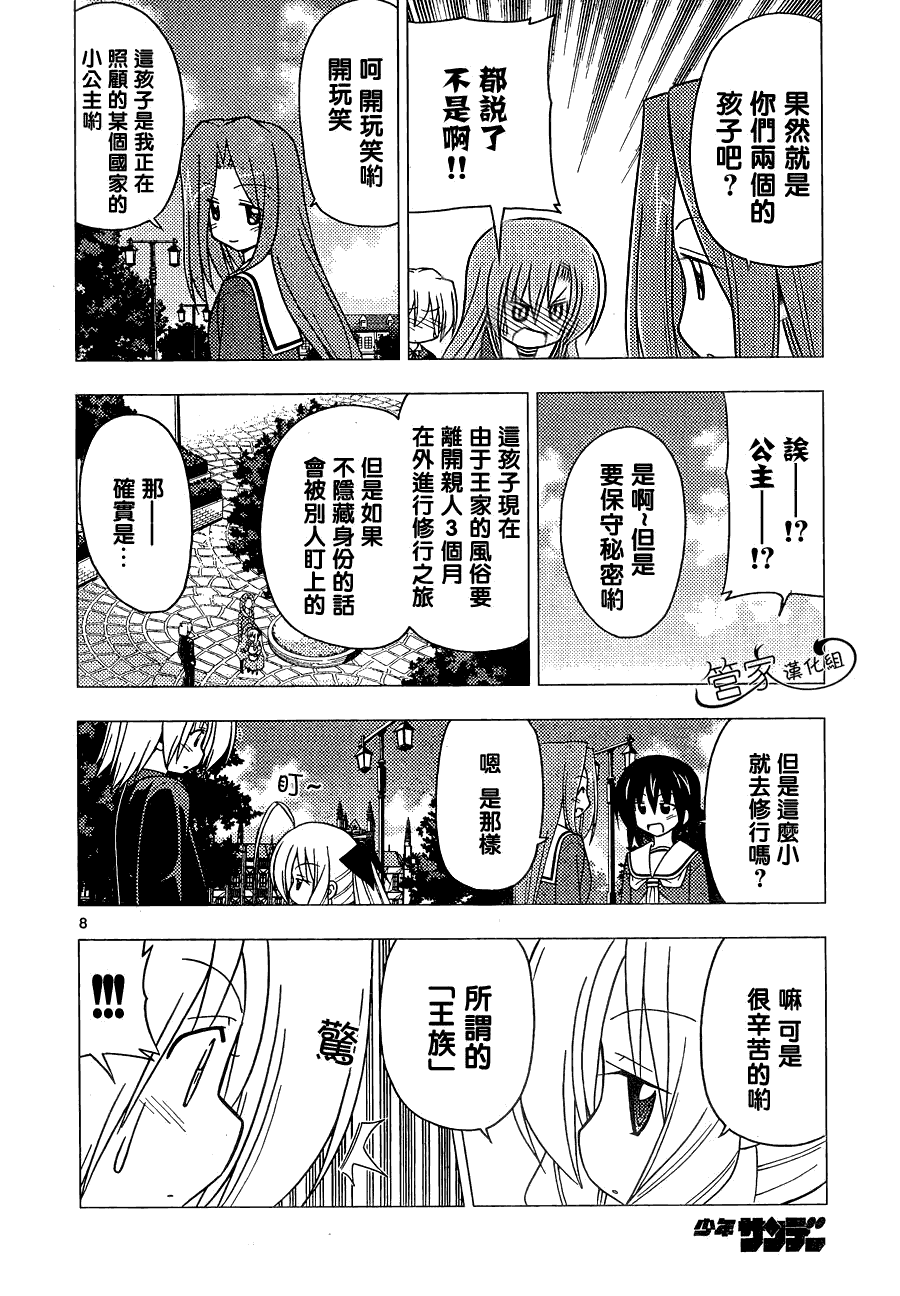 果然就是
你們兩個的
孩子吧？
都説了
不是啊!!
呵 開玩笑喲
開玩笑
這孩子是我正在
照顧的某個國家的
小公主喲
誒——!?
公主——!?
是啊~但是
要保守秘密喲
這孩子現在
由于王家的風俗要
離開親人3個月
在外進行修行之旅
但是如果
不隱藏身份的話
會被別人盯上的
那——
確實是…
管家漢化組
但是這麼小
就去修行嗎？
嗯 是那樣
盯~
8
嘛 可是
很辛苦的喲
所謂的
「王族」
驚
!!!
少年サンデー